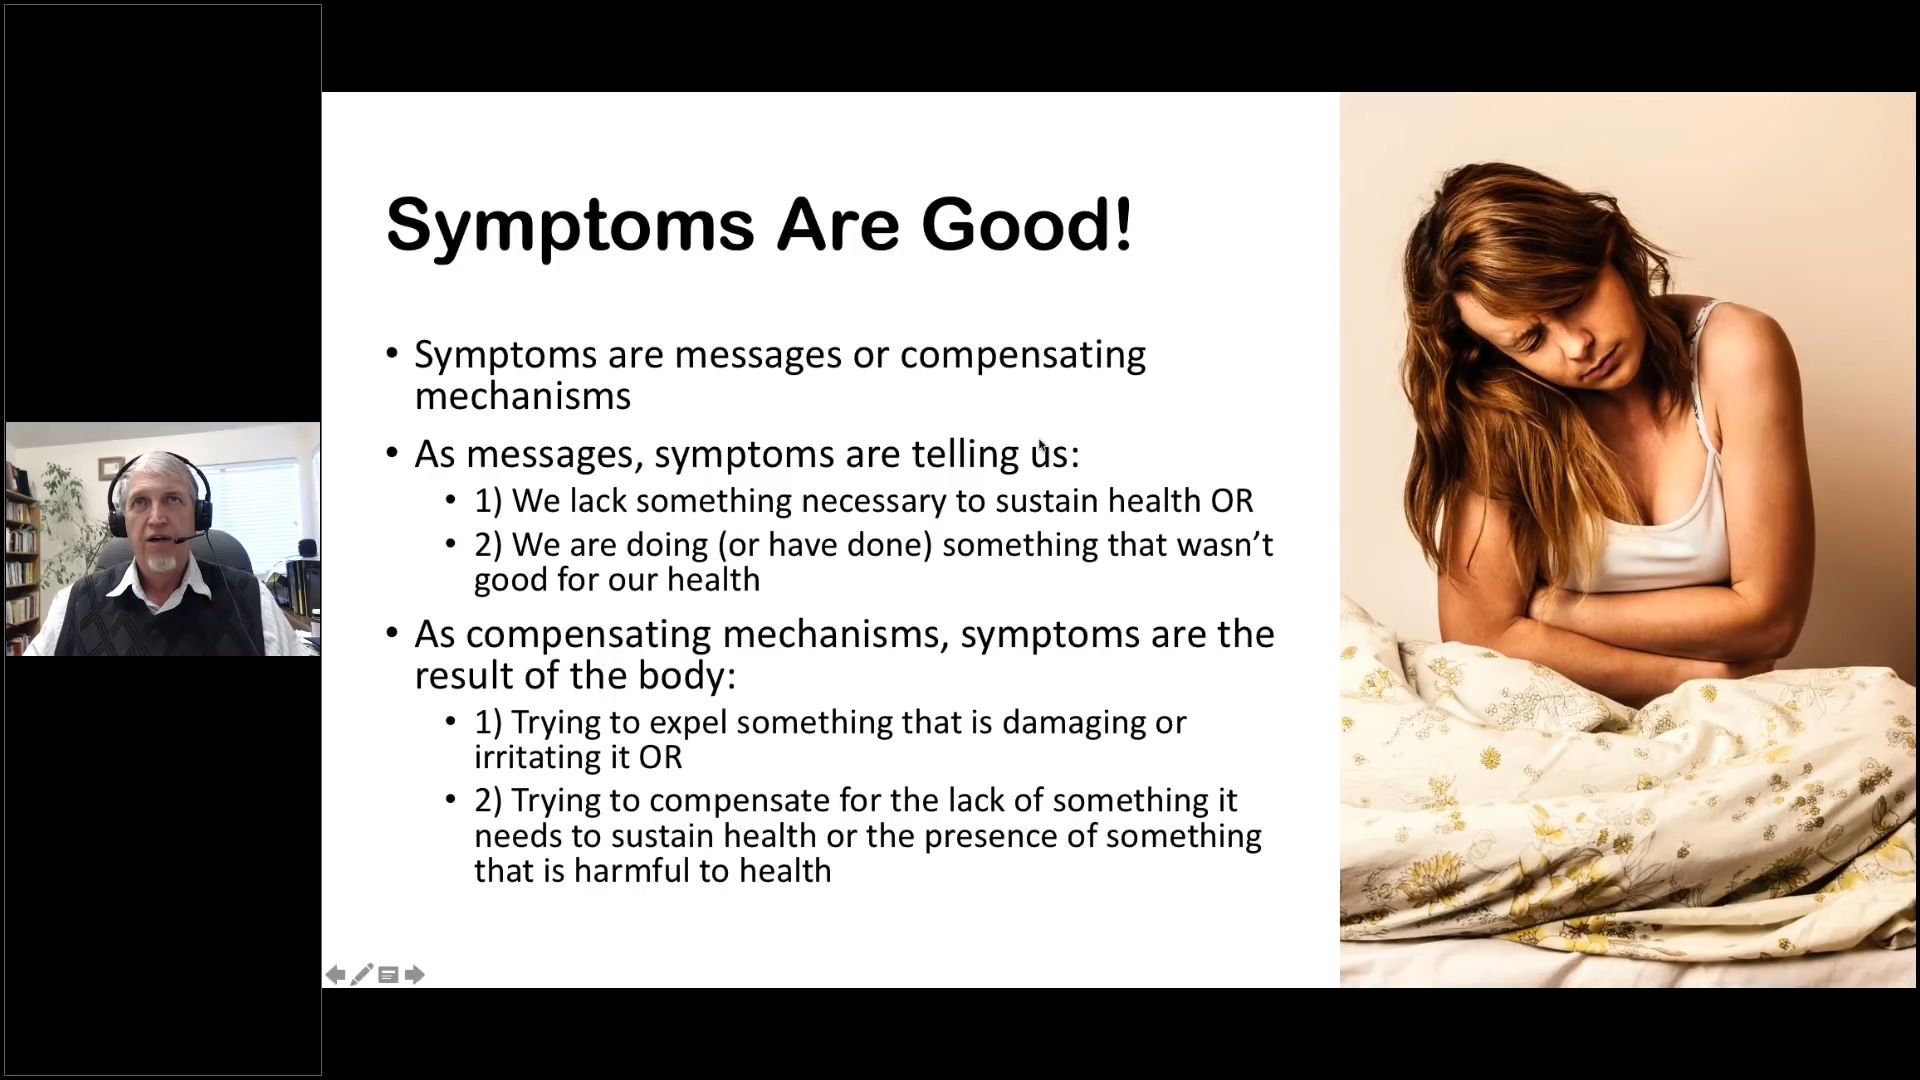 Symptoms Are Good!
• Symptoms are messages or compensating
mechanisms
• As messages, symptoms are telling us:
• 1) We lack something necessary to sustain health OR
• 2) We are doing (or have done) something that wasn’t
good for our health
• As compensating mechanisms, symptoms are the
result of the body:
• 1) Trying to expel something that is damaging or
irritating it OR
• 2) Trying to compensate for the lack of something it
needs to sustain health or the presence of something
that is harmful to health